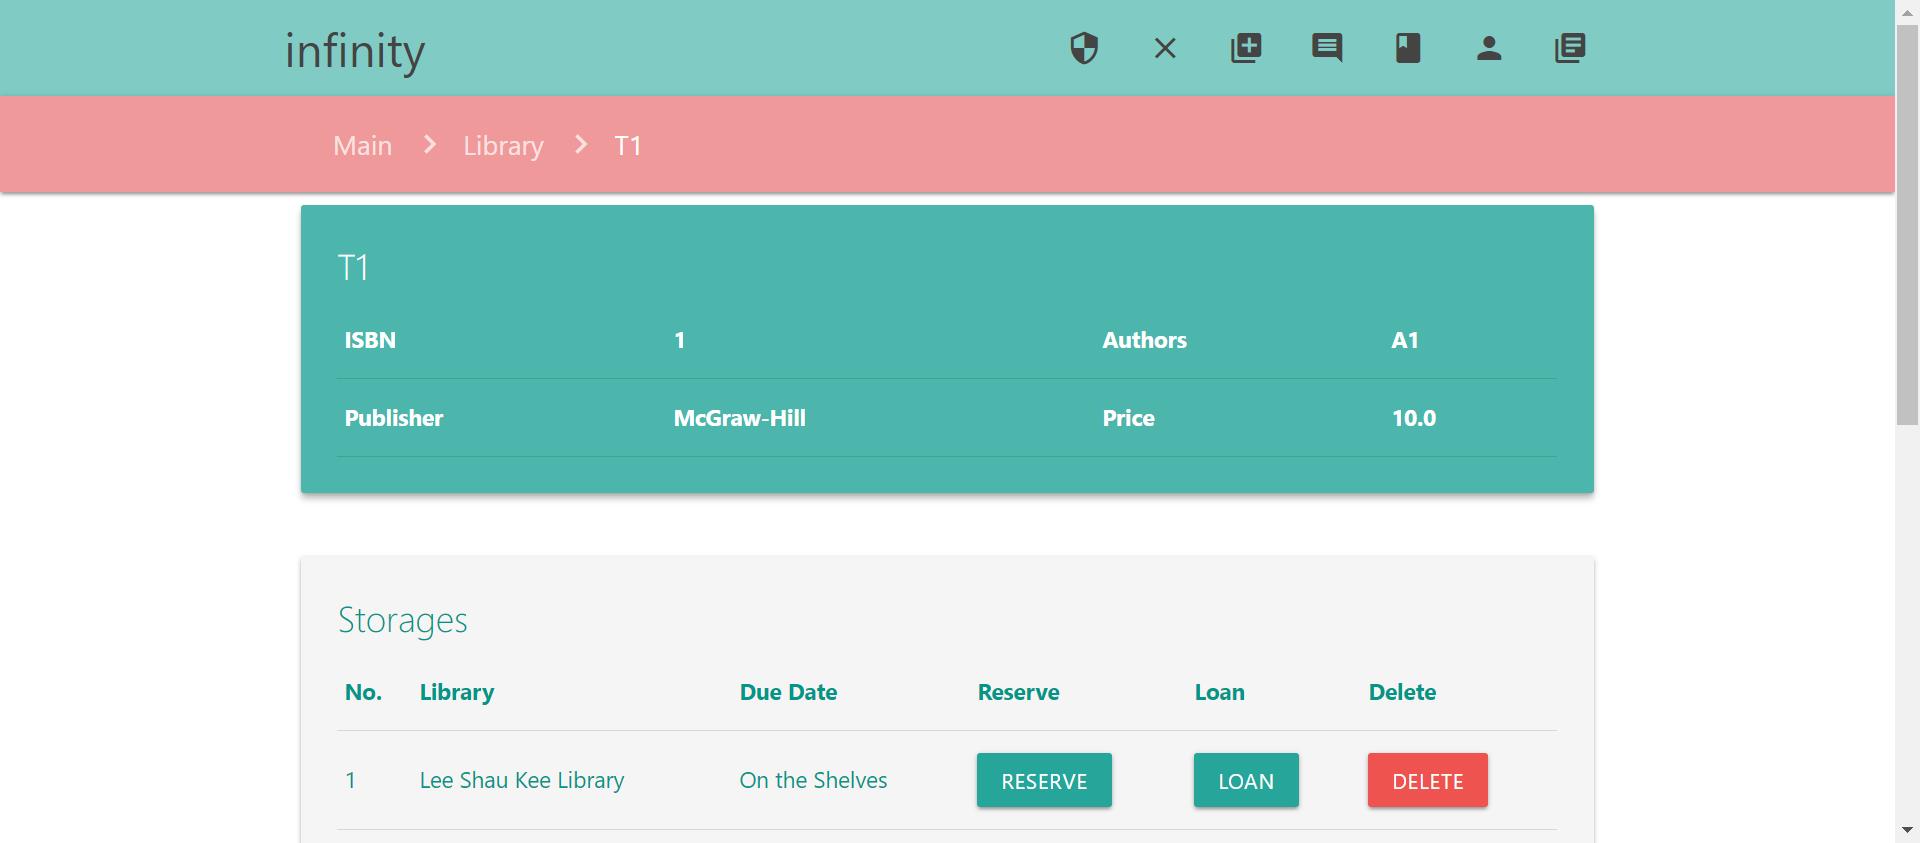 infinity
Main Library T1
T1
ISBN 1 Authors A1
Publisher McGraw-Hill Price 10.0
Storages
No. Library Due Date Reserve Loan Delete
1 Lee Shau Kee Library On the Shelves RESERVE LOAN DELETE